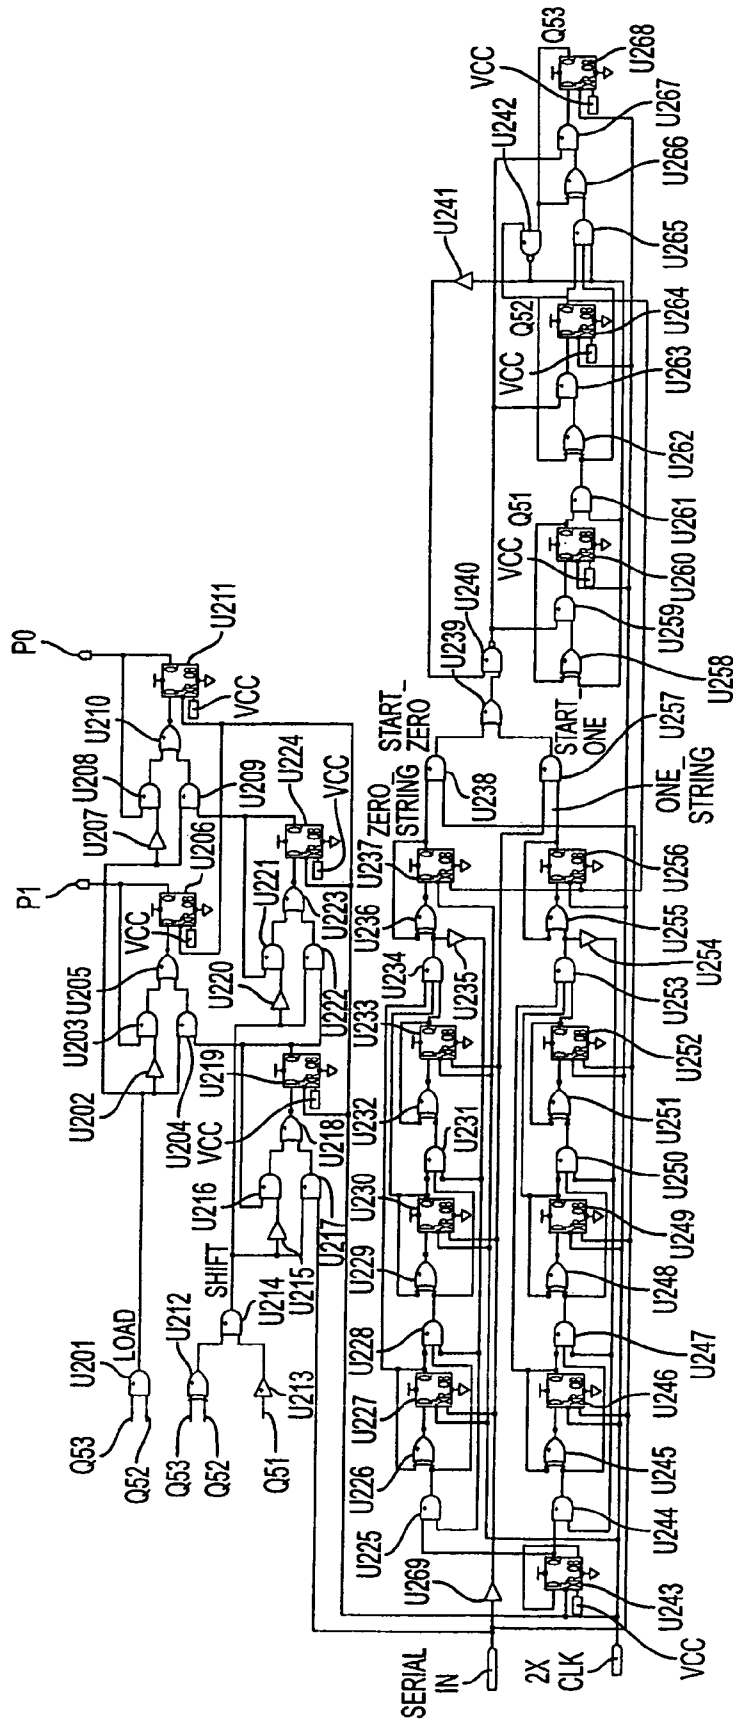 P0
P1
U211
VCC
U210
U208
U209
U207
U206
VCC
U205
U203
U204
U202
LOAD
U201
Q53
Q52
U224
VCC
U223
U221
U222
U220
U219
VCC
U218
U216
U217
U215
SHIFT
U214
U212
U213
Q53
Q52
Q51
U225
U226
U227
U228
U229
U230
U231
U232
U233
U234
U235
U236
U237
ZERO_
STRING
START_
ZERO
U238
U239
U240
U241
U242
START_
ONE
U257
ONE_
STRING
U269
SERIAL
IN
2X
CLK
VCC
U243
U244
U245
U246
U247
U248
U249
U250
U251
U252
U253
U254
U255
U256
U258
U259
U260
VCC
Q51
U261
U262
U263
U264
VCC
Q52
U265
U266
U267
U268
VCC
Q53